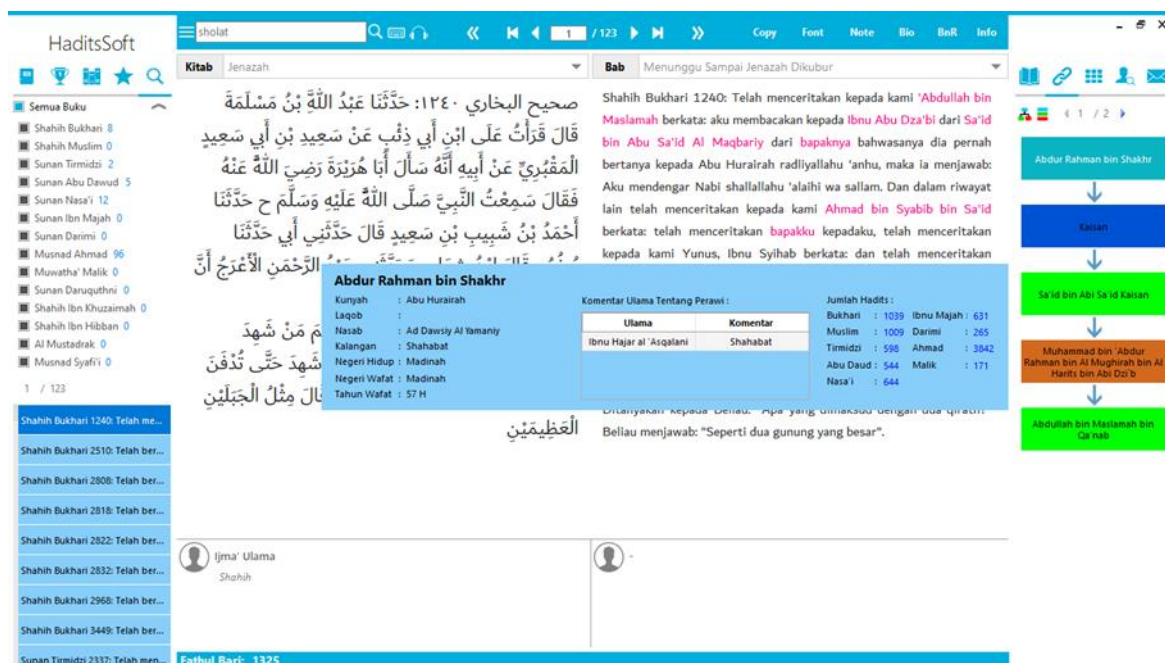 HaditsSoft
sholat
1 / 123
Copy Font Note Bio BnR Info
Semua Buku
Shahih Bukhari 8
Shahih Muslim 0
Sunan Tirmidzi 2
Sunan Abu Dawud 5
Sunan Nasa'i 12
Sunan Ibn Majah 0
Sunan Darimi 0
Musnad Ahmad 96
Muwatha' Malik 0
Sunan Daruquthni 0
Shahih Ibn Khuzaimah 0
Shahih Ibn Hibban 0
Al Mustadrak 0
Musnad Syafi'i 0
1 / 123
Shahih Bukhari 1240: Telah me...
Shahih Bukhari 2510: Telah ber...
Shahih Bukhari 2808: Telah ber...
Shahih Bukhari 2818: Telah ber...
Shahih Bukhari 2822: Telah ber...
Shahih Bukhari 2832: Telah ber...
Shahih Bukhari 2968: Telah ber...
Shahih Bukhari 3449: Telah ber...
Sunan Tirmidzi 2337: Telah men...
Kitab Jenazah
Bab Menunggu Sampai Jenazah Dikubur
صحيح البخاري ١٢٤٠: حَدَّثَنَا عَبْدُ اللَّهِ بْنُ مَسْلَمَةَ
قَالَ قَرَأْتُ عَلَى ابْنِ أَبِي ذِئْبٍ عَنْ سَعِيدِ بْنِ أَبِي سَعِيدٍ
الْمَقْبُرِيِّ عَنْ أَبِيهِ أَنَّهُ سَأَلَ أَبَا هُرَيْرَةَ رَضِيَ اللَّهُ عَنْهُ
فَقَالَ سَمِعْتُ النَّبِيَّ صَلَّى اللَّهُ عَلَيْهِ وَسَلَّمَ ح حَدَّثَنَا
أَحْمَدُ بْنُ شَبِيبِ بْنِ سَعِيدٍ قَالَ حَدَّثَنِي أَبِي حَدَّثَنَا
الرَّحْمَنِ الْأَعْرَجُ أَنَّ
مَنْ شَهِدَ
شَهِدَ حَتَّى تُدْفَنَ
قَالَ مِثْلُ الْجَبَلَيْنِ
الْعَظِيمَيْنِ
Shahih Bukhari 1240: Telah menceritakan kepada kami 'Abdullah bin
Maslamah berkata: aku membacakan kepada Ibnu Abu Dza'bi dari Sa'id
bin Abu Sa'id Al Maqbariy dari bapaknya bahwasanya dia pernah
bertanya kepada Abu Hurairah radliyallahu 'anhu, maka ia menjawab:
Aku mendengar Nabi shallallahu 'alaihi wa sallam. Dan dalam riwayat
lain telah menceritakan kepada kami Ahmad bin Syabib bin Sa'id
berkata: telah menceritakan bapakku kepadaku, telah menceritakan
kepada kami Yunus, Ibnu Syihab berkata: dan telah menceritakan
Abdur Rahman bin Shakhr
Kunyah : Abu Hurairah
Laqob :
Nasab : Ad Dawsiy Al Yamaniy
Kalangan : Shahabat
Negeri Hidup : Madinah
Negeri Wafat : Madinah
Tahun Wafat : 57 H
Komentar Ulama Tentang Perawi :
Ulama Komentar
Ibnu Hajar al 'Asqalani Shahabat
Jumlah Hadits :
Bukhari : 1039 Ibnu Majah : 631
Muslim : 1009 Darimi : 265
Tirmidzi : 598 Ahmad : 3842
Abu Daud : 544 Malik : 171
Nasa'i : 644
Ditanyakan kepada Beliau: "Apa yang dimaksud dengan dua qirath?"
Beliau menjawab: "Seperti dua gunung yang besar".
Ijma' Ulama
Shahih
-
Fathul Bari: 1325
1 / 2
Abdur Rahman bin Shakhr
Kaisan
Sa'id bin Abi Sa'id Kaisan
Muhammad bin 'Abdur
Rahman bin Al Mughirah bin Al
Harits bin Abi Dzi'b
Abdullah bin Maslamah bin
Qa'nab